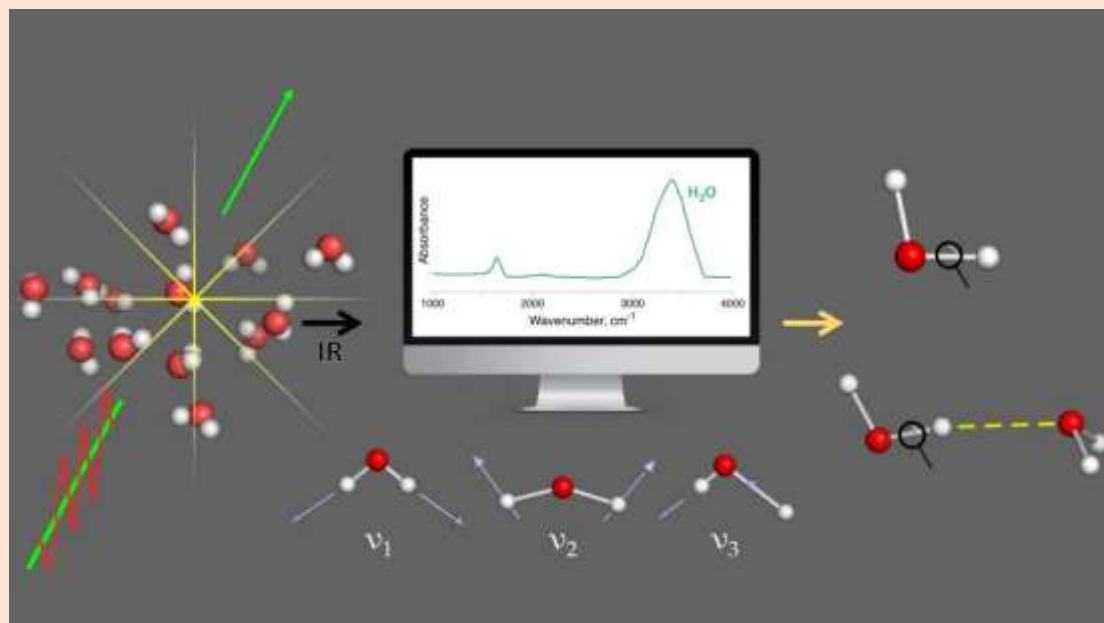 IR
Absorbance
H₂O
1000 2000 3000 4000
Wavenumber, cm⁻¹
ν₁ ν₂ ν₃